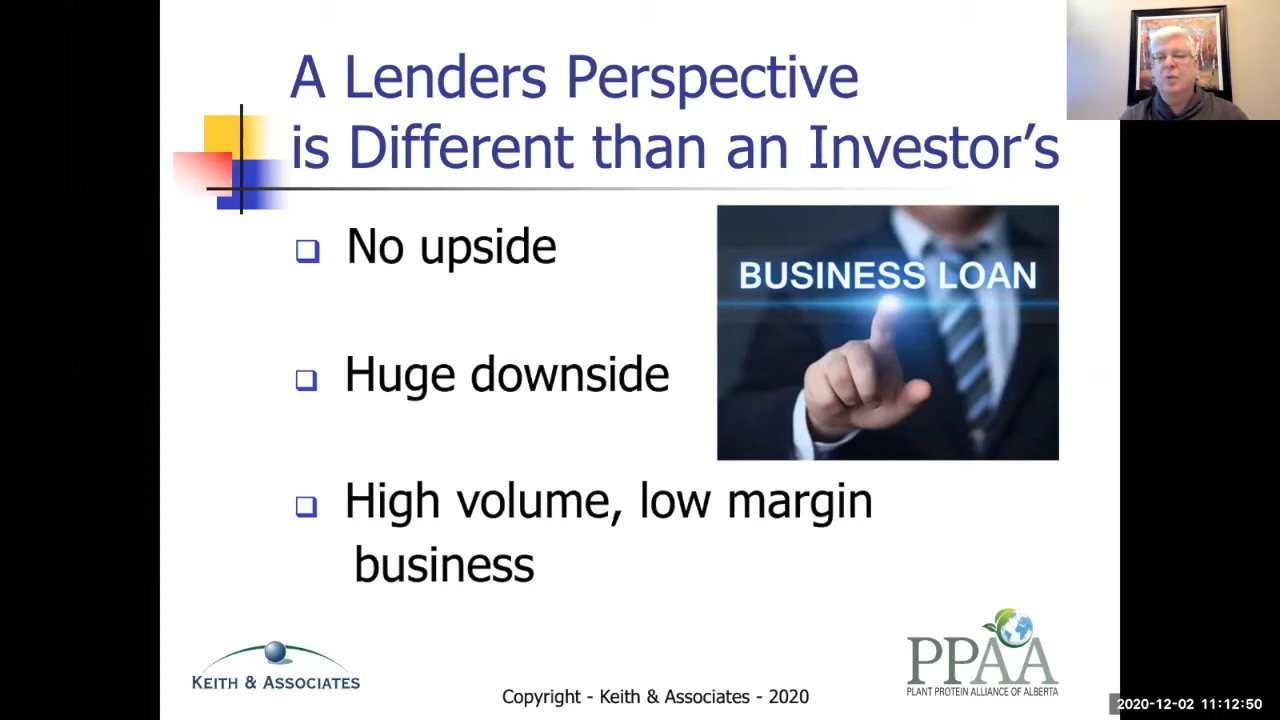 A Lenders Perspective
is Different than an Investor's
No upside
BUSINESS LOAN
Huge downside
High volume, low margin
business
KEITH & ASSOCIATES
Copyright - Keith & Associates - 2020
PPAA
PLANT PROTEIN ALLIANCE OF ALBERTA
2020-12-02 11:12:50